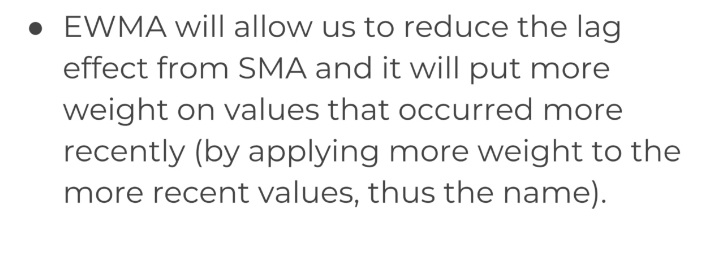 ● EWMA will allow us to reduce the lag
effect from SMA and it will put more
weight on values that occurred more
recently (by applying more weight to the
more recent values, thus the name).